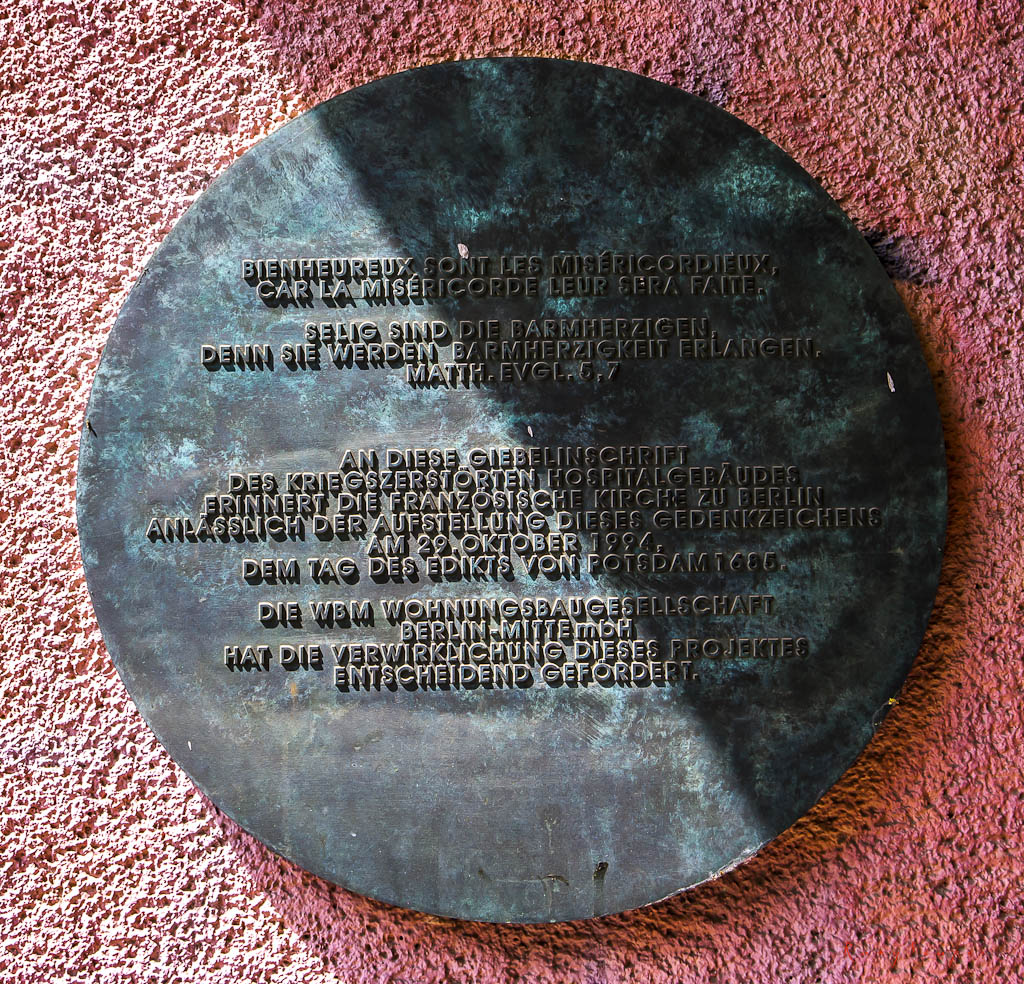 BIENHEUREUX SONT LES MISÉRICORDIEUX,
CAR LA MISÉRICORDE LEUR SERA FAITE.
SELIG SIND DIE BARMHERZIGEN,
DENN SIE WERDEN BARMHERZIGKEIT ERLANGEN.
MATTH. EVGL. 5,7
AN DIESE GIEBELINSCHRIFT
DES KRIEGSZERSTÖRTEN HOSPITALGEBÄUDES
ERINNERT DIE FRANZÖSISCHE KIRCHE ZU BERLIN
ANLÄSSLICH DER AUFSTELLUNG DIESES GEDENKZEICHENS
AM 29. OKTOBER 1994,
DEM TAG DES EDIKTS VON POTSDAM 1685.
DIE WBM WOHNUNGSBAUGESELLSCHAFT
BERLIN-MITTE mbH
HAT DIE VERWIRKLICHUNG DIESES PROJEKTES
ENTSCHEIDEND GEFÖRDERT.